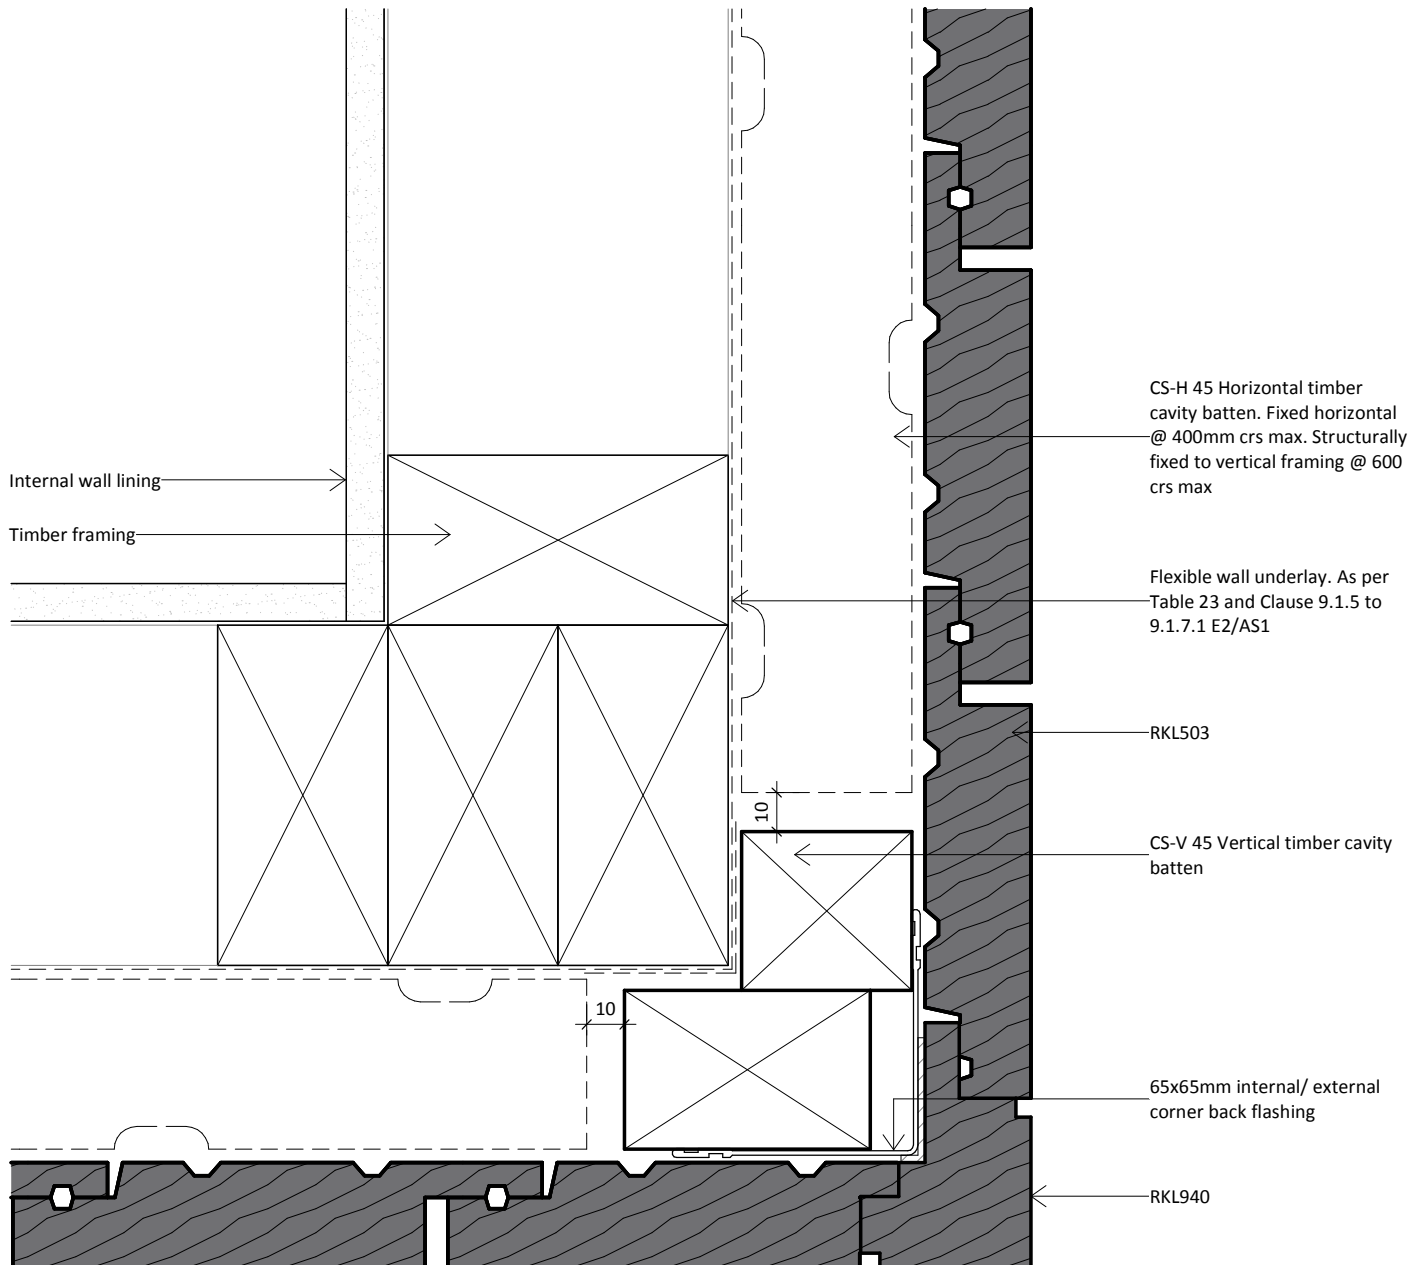 Internal wall lining
Timber framing
CS-H 45 Horizontal timber
cavity batten. Fixed horizontal
@ 400mm crs max. Structurally
fixed to vertical framing @ 600
crs max
Flexible wall underlay. As per
Table 23 and Clause 9.1.5 to
9.1.7.1 E2/AS1
RKL503
10
CS-V 45 Vertical timber cavity
batten
10
65x65mm internal/ external
corner back flashing
RKL940